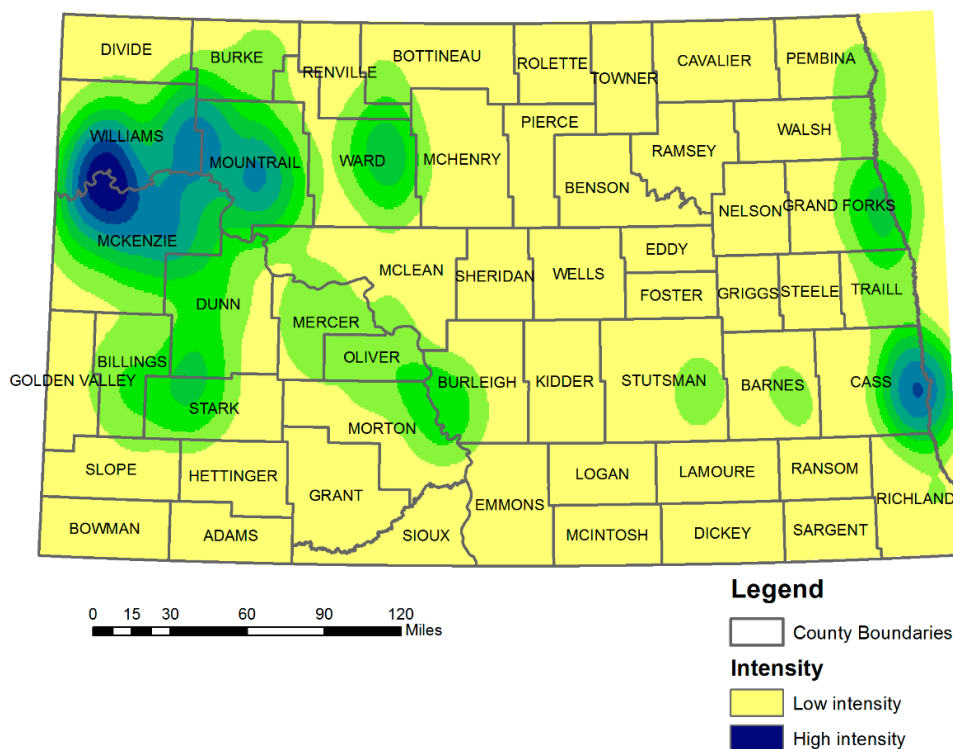 DIVIDE
BURKE
RENVILLE
BOTTINEAU
ROLETTE
TOWNER
CAVALIER
PEMBINA
WILLIAMS
MOUNTRAIL
WARD
MCHENRY
PIERCE
BENSON
RAMSEY
WALSH
NELSON
GRAND FORKS
MCKENZIE
DUNN
MCLEAN
SHERIDAN
WELLS
EDDY
FOSTER
GRIGGS
STEELE
TRAILL
MERCER
OLIVER
BILLINGS
GOLDEN VALLEY
STARK
MORTON
BURLEIGH
KIDDER
STUTSMAN
BARNES
CASS
SLOPE
HETTINGER
GRANT
EMMONS
LOGAN
LAMOURE
RANSOM
RICHLAND
BOWMAN
ADAMS
SIOUX
MCINTOSH
DICKEY
SARGENT
0 15 30 60 90 120
Miles
Legend
County Boundaries
Intensity
Low intensity
High intensity